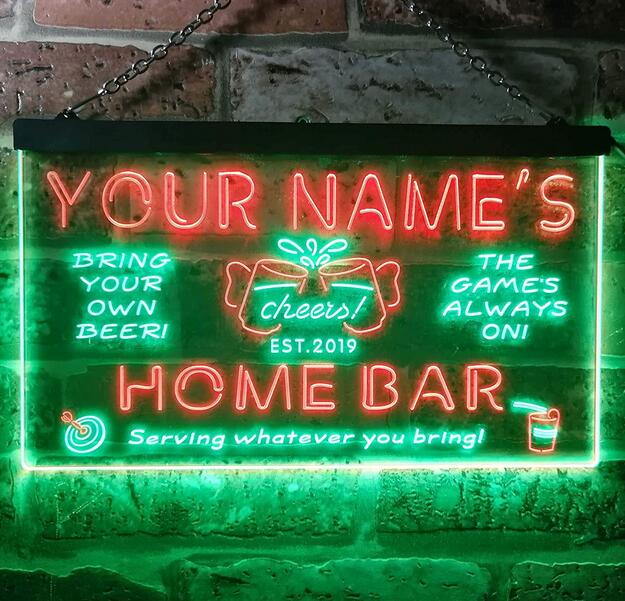 YOUR NAME'S
BRING
YOUR
OWN
BEER!
cheers!
EST.2019
THE
GAME'S
ALWAYS
ON!
HOME BAR
Serving whatever you bring!